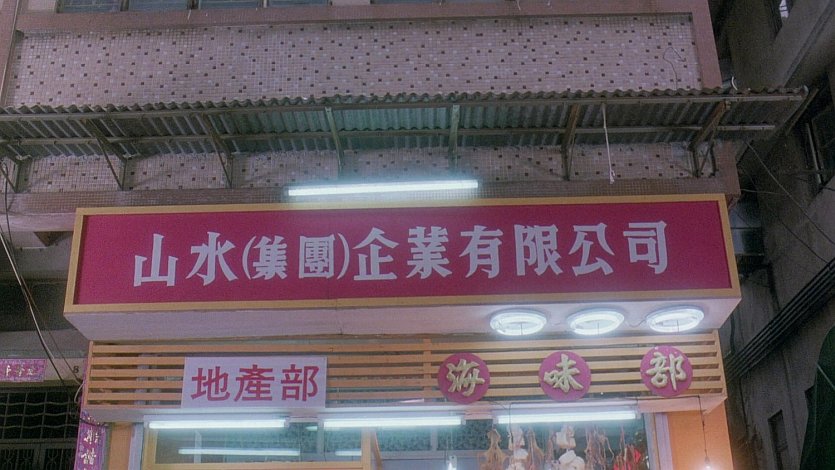 山水(集團)企業有限公司
地產部
海味部